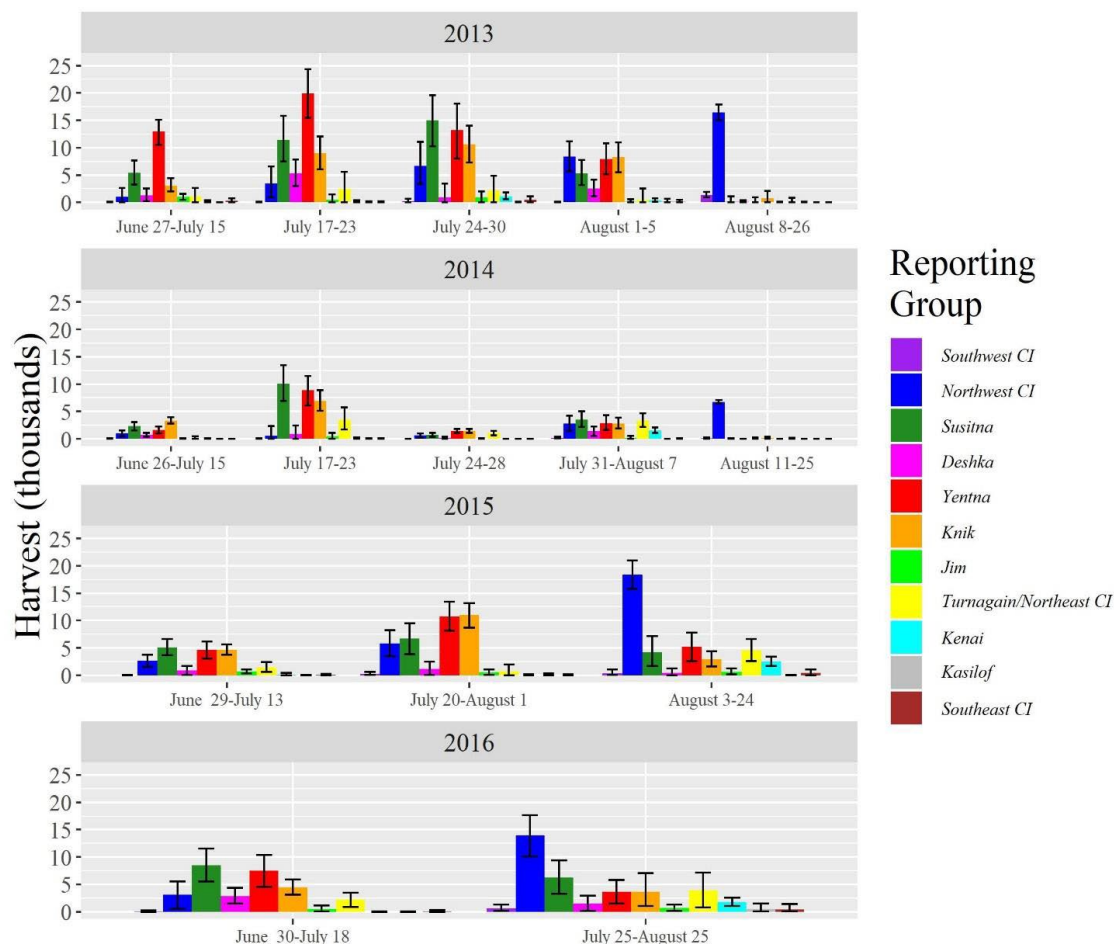 2013
25
20
15
10
5
0
June 27-July 15
July 17-23
July 24-30
August 1-5
August 8-26
2014
25
20
15
10
5
0
June 26-July 15
July 17-23
July 24-28
July 31-August 7
August 11-25
2015
25
20
15
10
5
0
June 29-July 13
July 20-August 1
August 3-24
2016
25
20
15
10
5
0
June 30-July 18
July 25-August 25
Harvest (thousands)
Reporting
Group
Southwest CI
Northwest CI
Susitna
Deshka
Yentna
Knik
Jim
Turnagain/Northeast CI
Kenai
Kasilof
Southeast CI